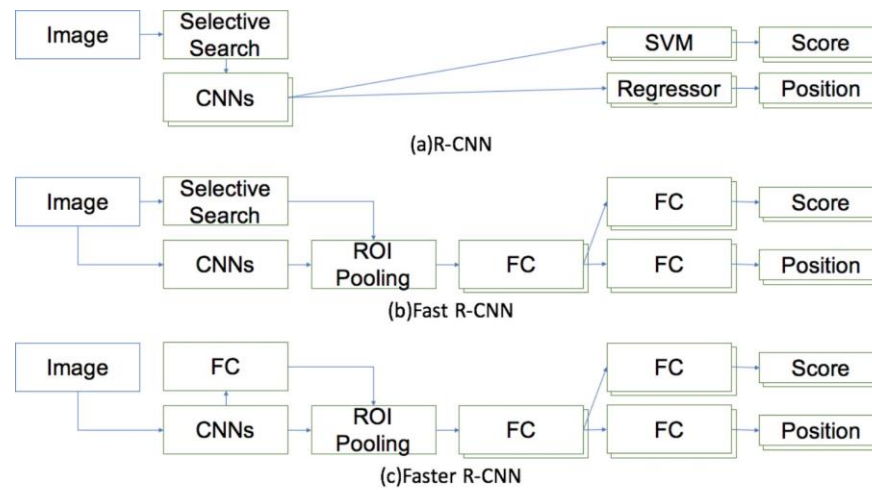 Image
Selective
Search
SVM
Score
CNNs
Regressor
Position
(a)R-CNN
Image
Selective
Search
FC
Score
CNNs
ROI
Pooling
FC
FC
Position
(b)Fast R-CNN
Image
FC
FC
Score
CNNs
ROI
Pooling
FC
FC
Position
(c)Faster R-CNN